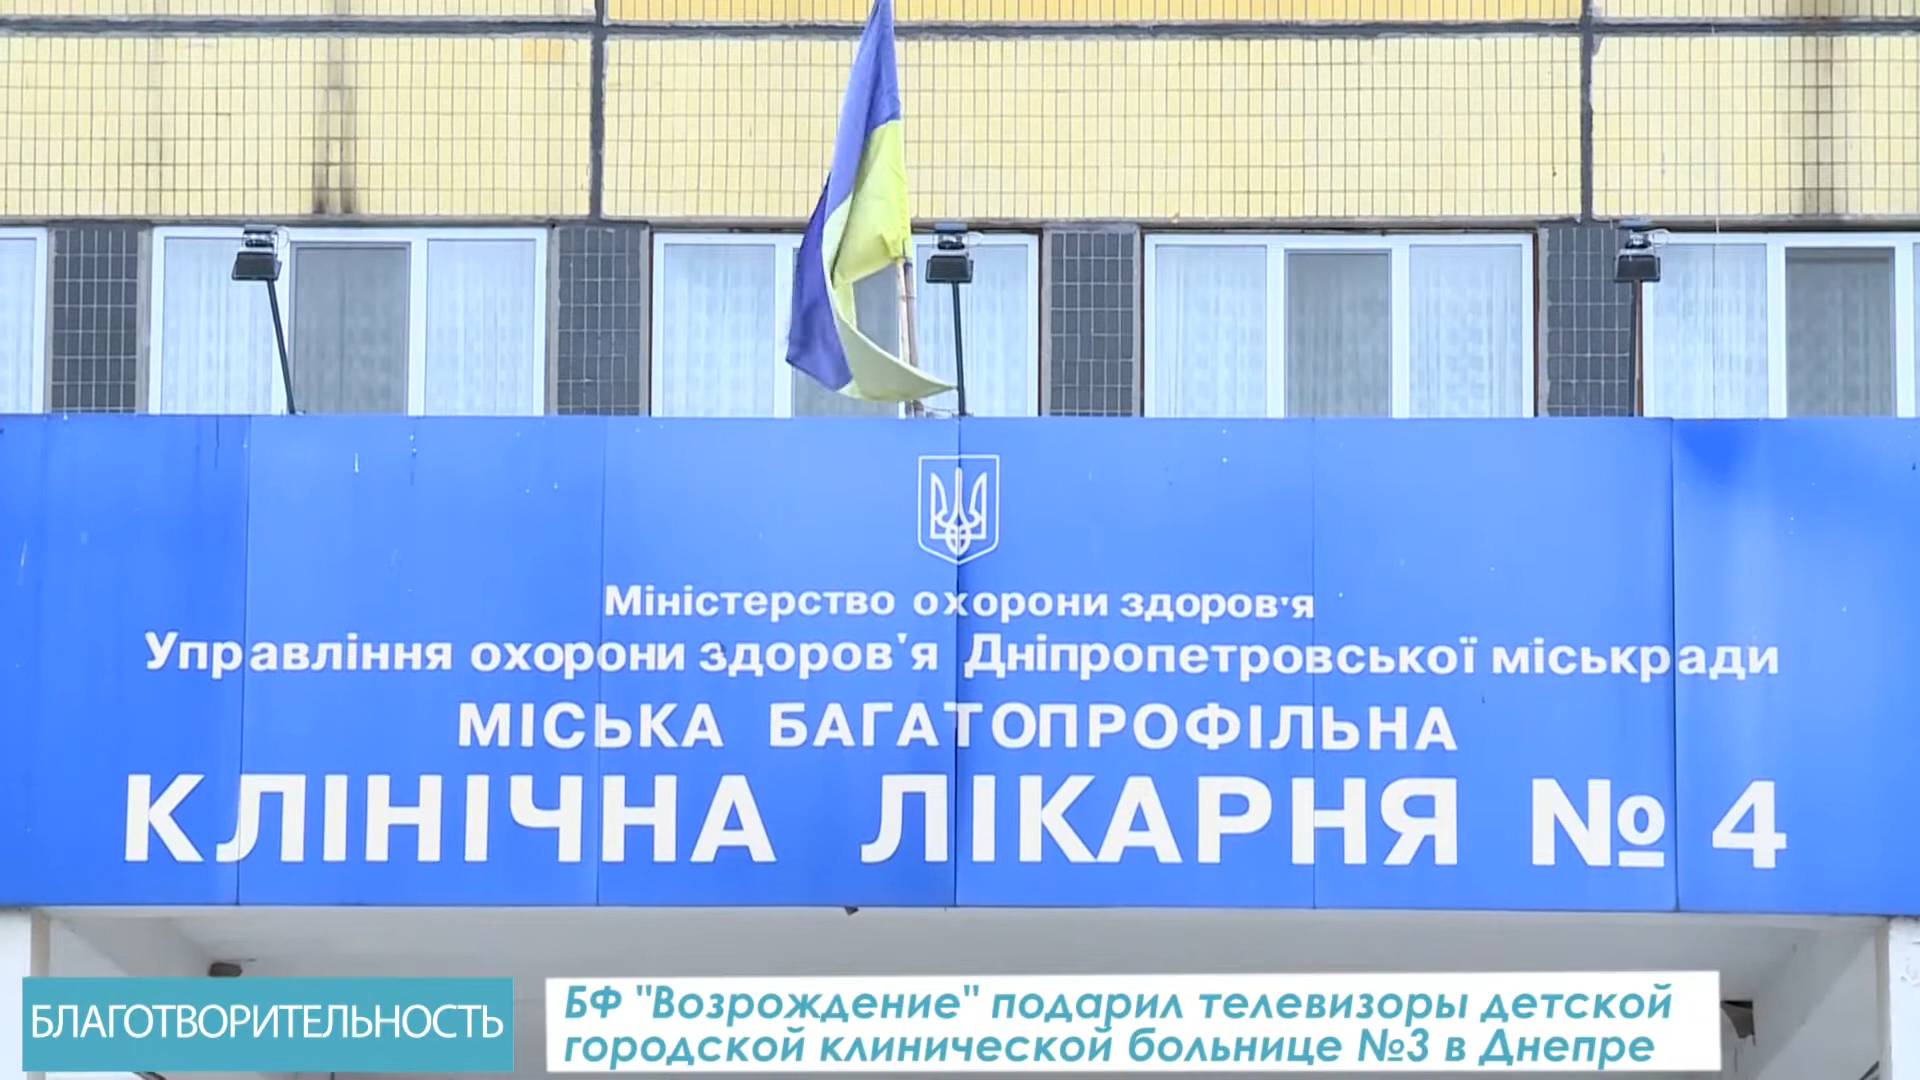 Міністерство охорони здоров'я
Управління охорони здоров'я Дніпропетровської міськради
МІСЬКА БАГАТОПРОФІЛЬНА
КЛІНІЧНА ЛІКАРНЯ № 4
БЛАГОТВОРИТЕЛЬНОСТЬ
БФ "Возрождение" подарил телевизоры детской
городской клинической больнице №3 в Днепре